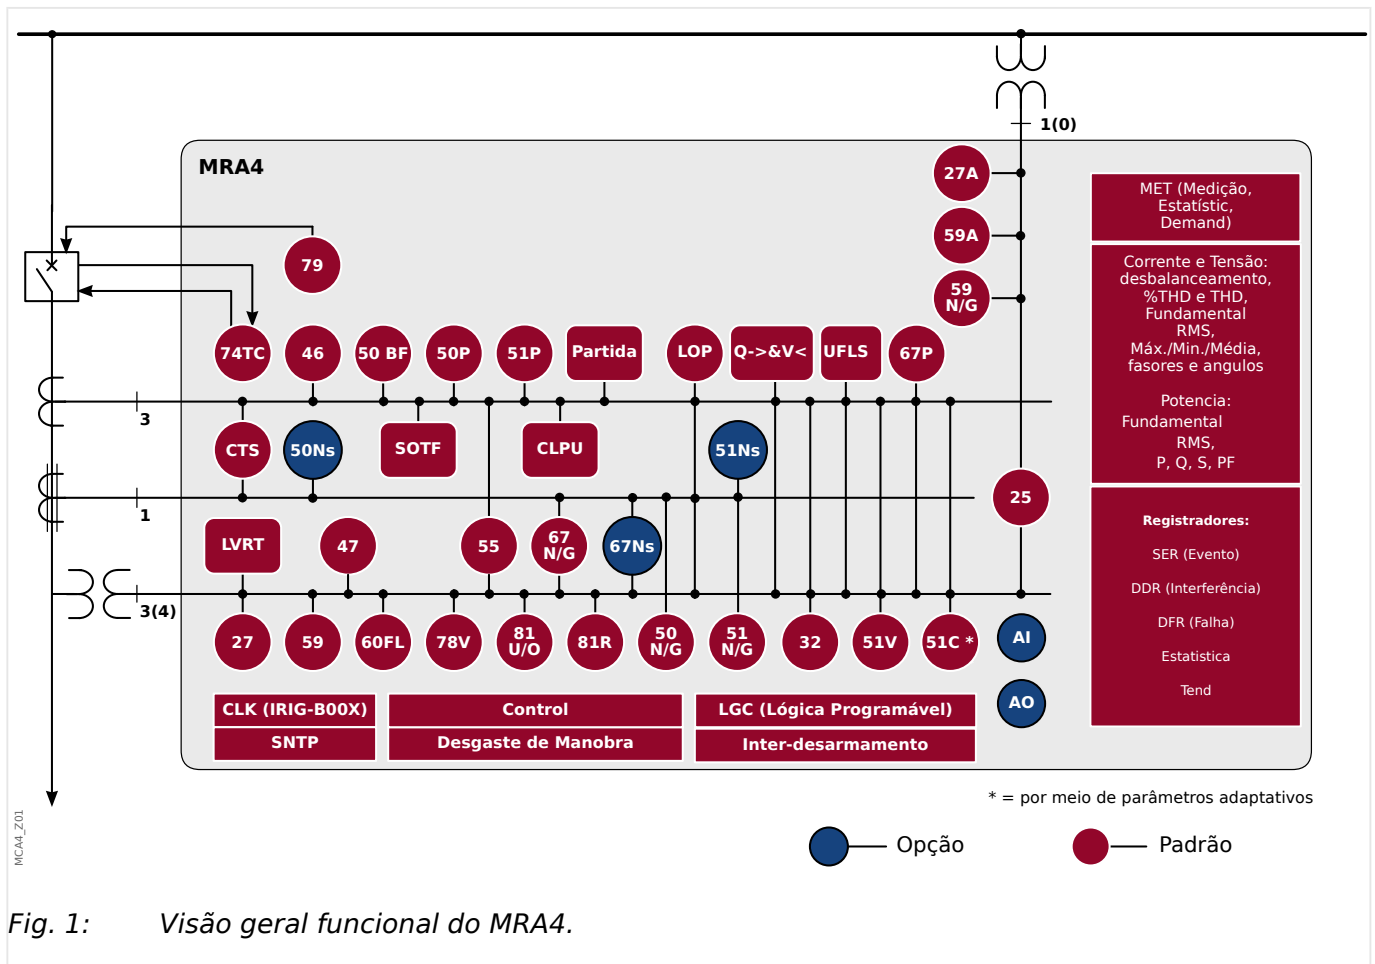 1(0)
MRA4
27A
59A
59
N/G
79
74TC
46
50 BF
50P
51P
Partida
LOP
Q->&V<
UFLS
67P
3
CTS
50Ns
SOTF
CLPU
51Ns
1
25
LVRT
47
55
67
N/G
67Ns
3(4)
27
59
60FL
78V
81
U/O
81R
50
N/G
51
N/G
32
51V
51C *
AI
AO
MET (Medição,
Estatístic,
Demand)
Corrente e Tensão:
desbalanceamento,
%THD e THD,
Fundamental
RMS,
Máx./Min./Média,
fasores e angulos
Potencia:
Fundamental
RMS,
P, Q, S, PF
Registradores:
SER (Evento)
DDR (Interferência)
DFR (Falha)
Estatistica
Tend
CLK (IRIG-B00X)
SNTP
Control
Desgaste de Manobra
LGC (Lógica Programável)
Inter-desarmamento
* = por meio de parâmetros adaptativos
Opção
Padrão
MCA4_Z01
Fig. 1: Visão geral funcional do MRA4.